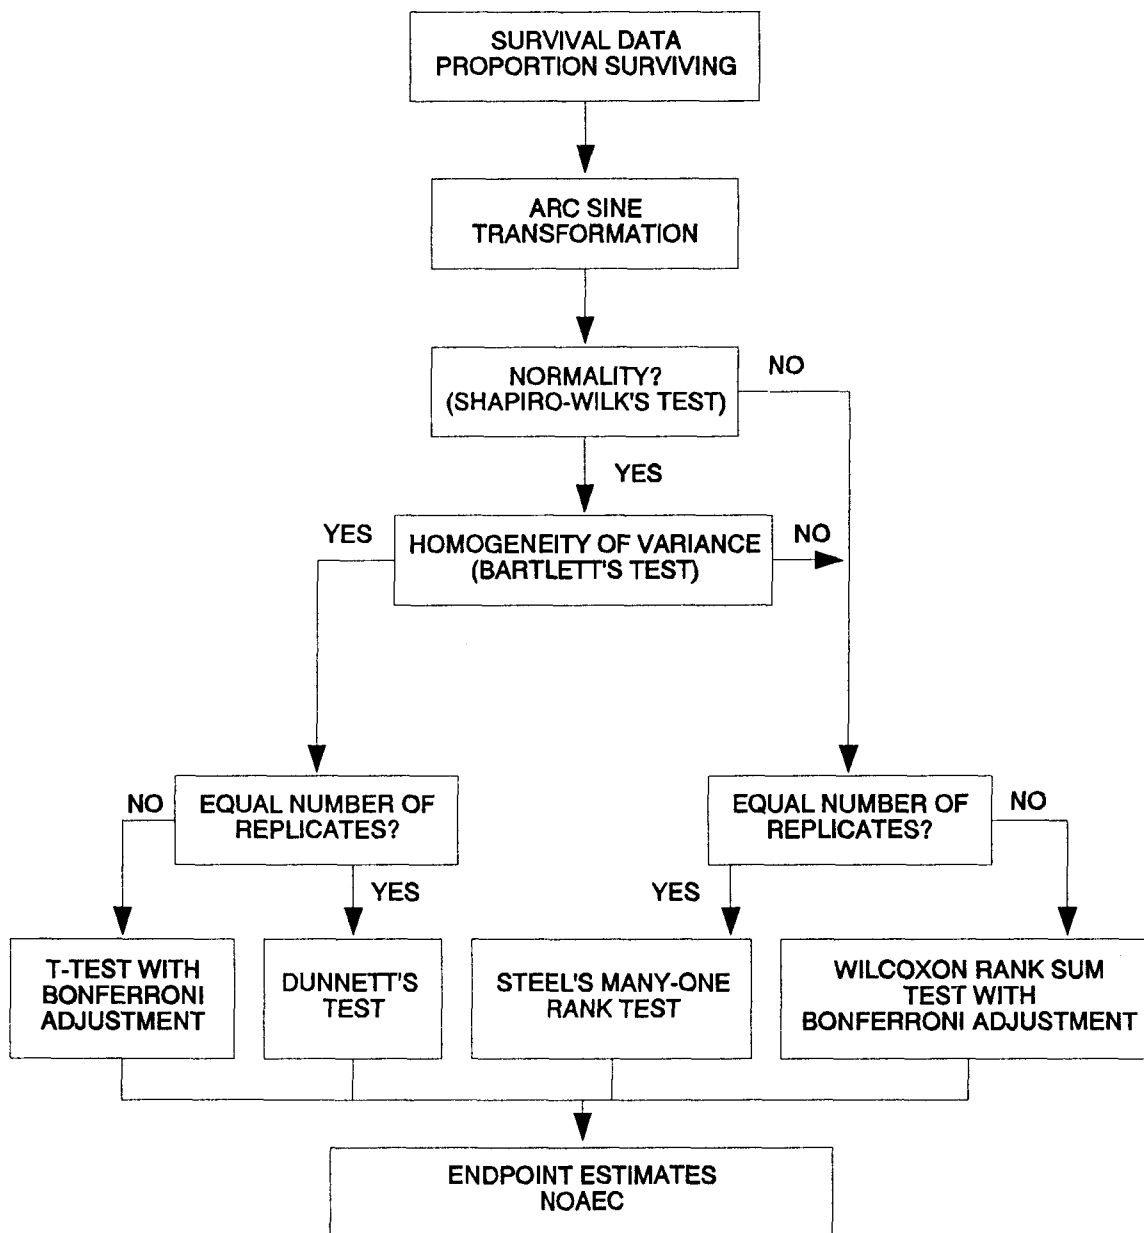 SURVIVAL DATA
PROPORTION SURVIVING
ARC SINE
TRANSFORMATION
NORMALITY?
(SHAPIRO-WILK'S TEST)
NO
YES
YES
HOMOGENEITY OF VARIANCE
(BARTLETT'S TEST)
NO
NO
EQUAL NUMBER OF
REPLICATES?
EQUAL NUMBER OF
REPLICATES?
NO
YES
YES
T-TEST WITH
BONFERRONI
ADJUSTMENT
DUNNETT'S
TEST
STEEL'S MANY-ONE
RANK TEST
WILCOXON RANK SUM
TEST WITH
BONFERRONI ADJUSTMENT
ENDPOINT ESTIMATES
NOAEC